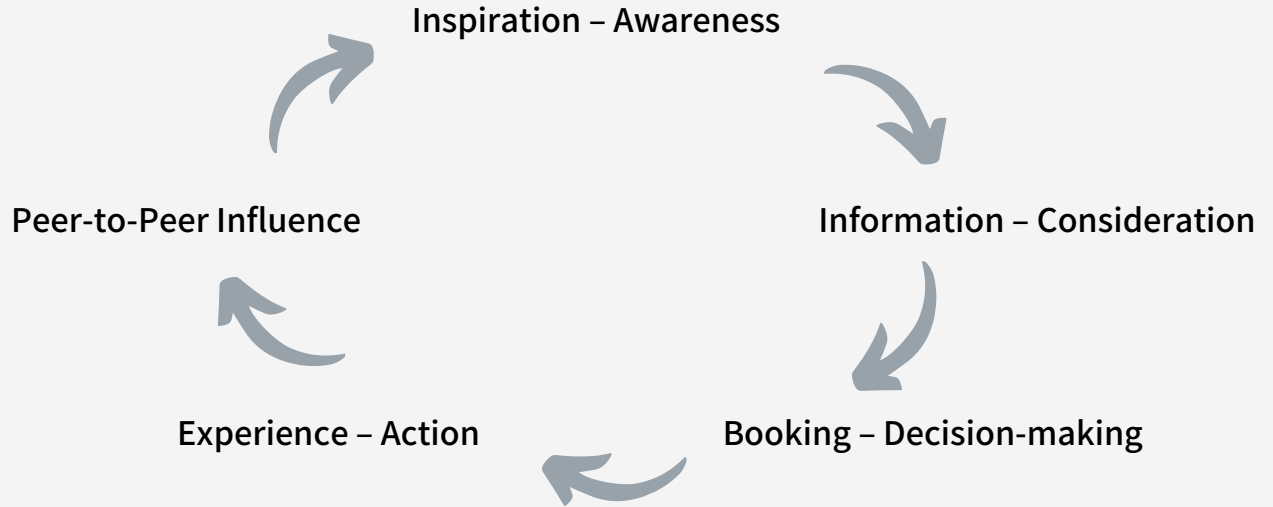 Inspiration – Awareness
Peer-to-Peer Influence
Information – Consideration
Experience – Action
Booking – Decision-making